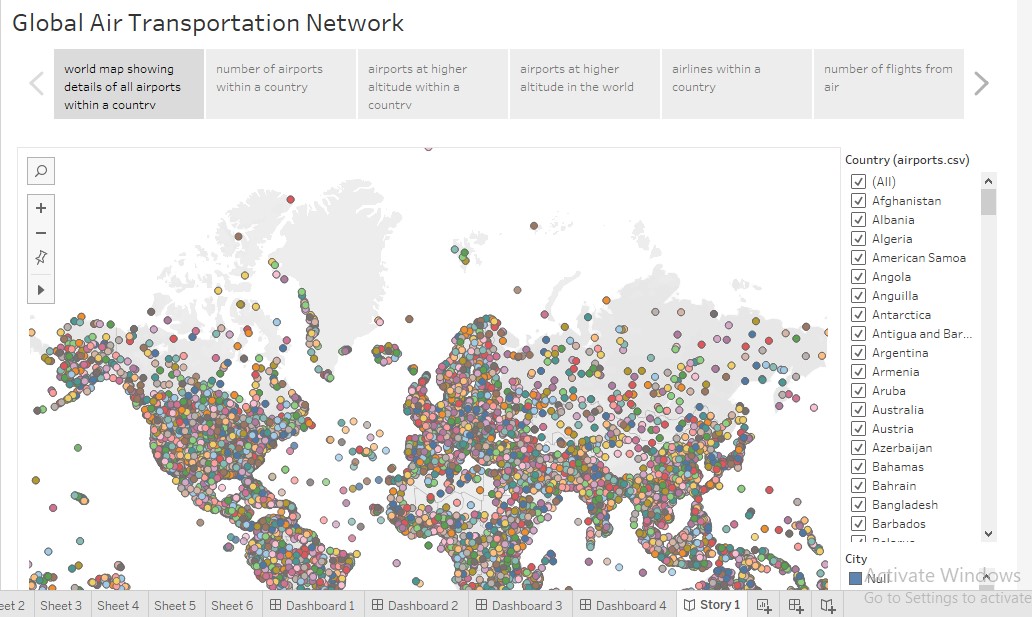 Global Air Transportation Network
world map showing
details of all airports
within a country
number of airports
within a country
airports at higher
altitude within a
country
airports at higher
altitude in the world
airlines within a
country
number of flights from
air
Country (airports.csv)
(All)
Afghanistan
Albania
Algeria
American Samoa
Angola
Anguilla
Antarctica
Antigua and Bar...
Argentina
Armenia
Aruba
Australia
Austria
Azerbaijan
Bahamas
Bahrain
Bangladesh
Barbados
Belarus
City
Null
Activate Windows
Go to Settings to activate
eet 2
Sheet 3
Sheet 4
Sheet 5
Sheet 6
Dashboard 1
Dashboard 2
Dashboard 3
Dashboard 4
Story 1